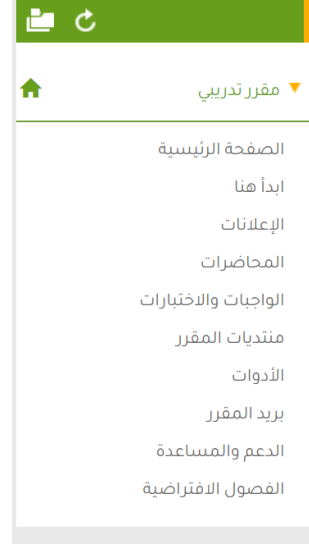 مقرر تدريبي
الصفحة الرئيسية
ابدأ هنا
الإعلانات
المحاضرات
الواجبات والاختبارات
منتديات المقرر
الأدوات
بريد المقرر
الدعم والمساعدة
الفصول الافتراضية